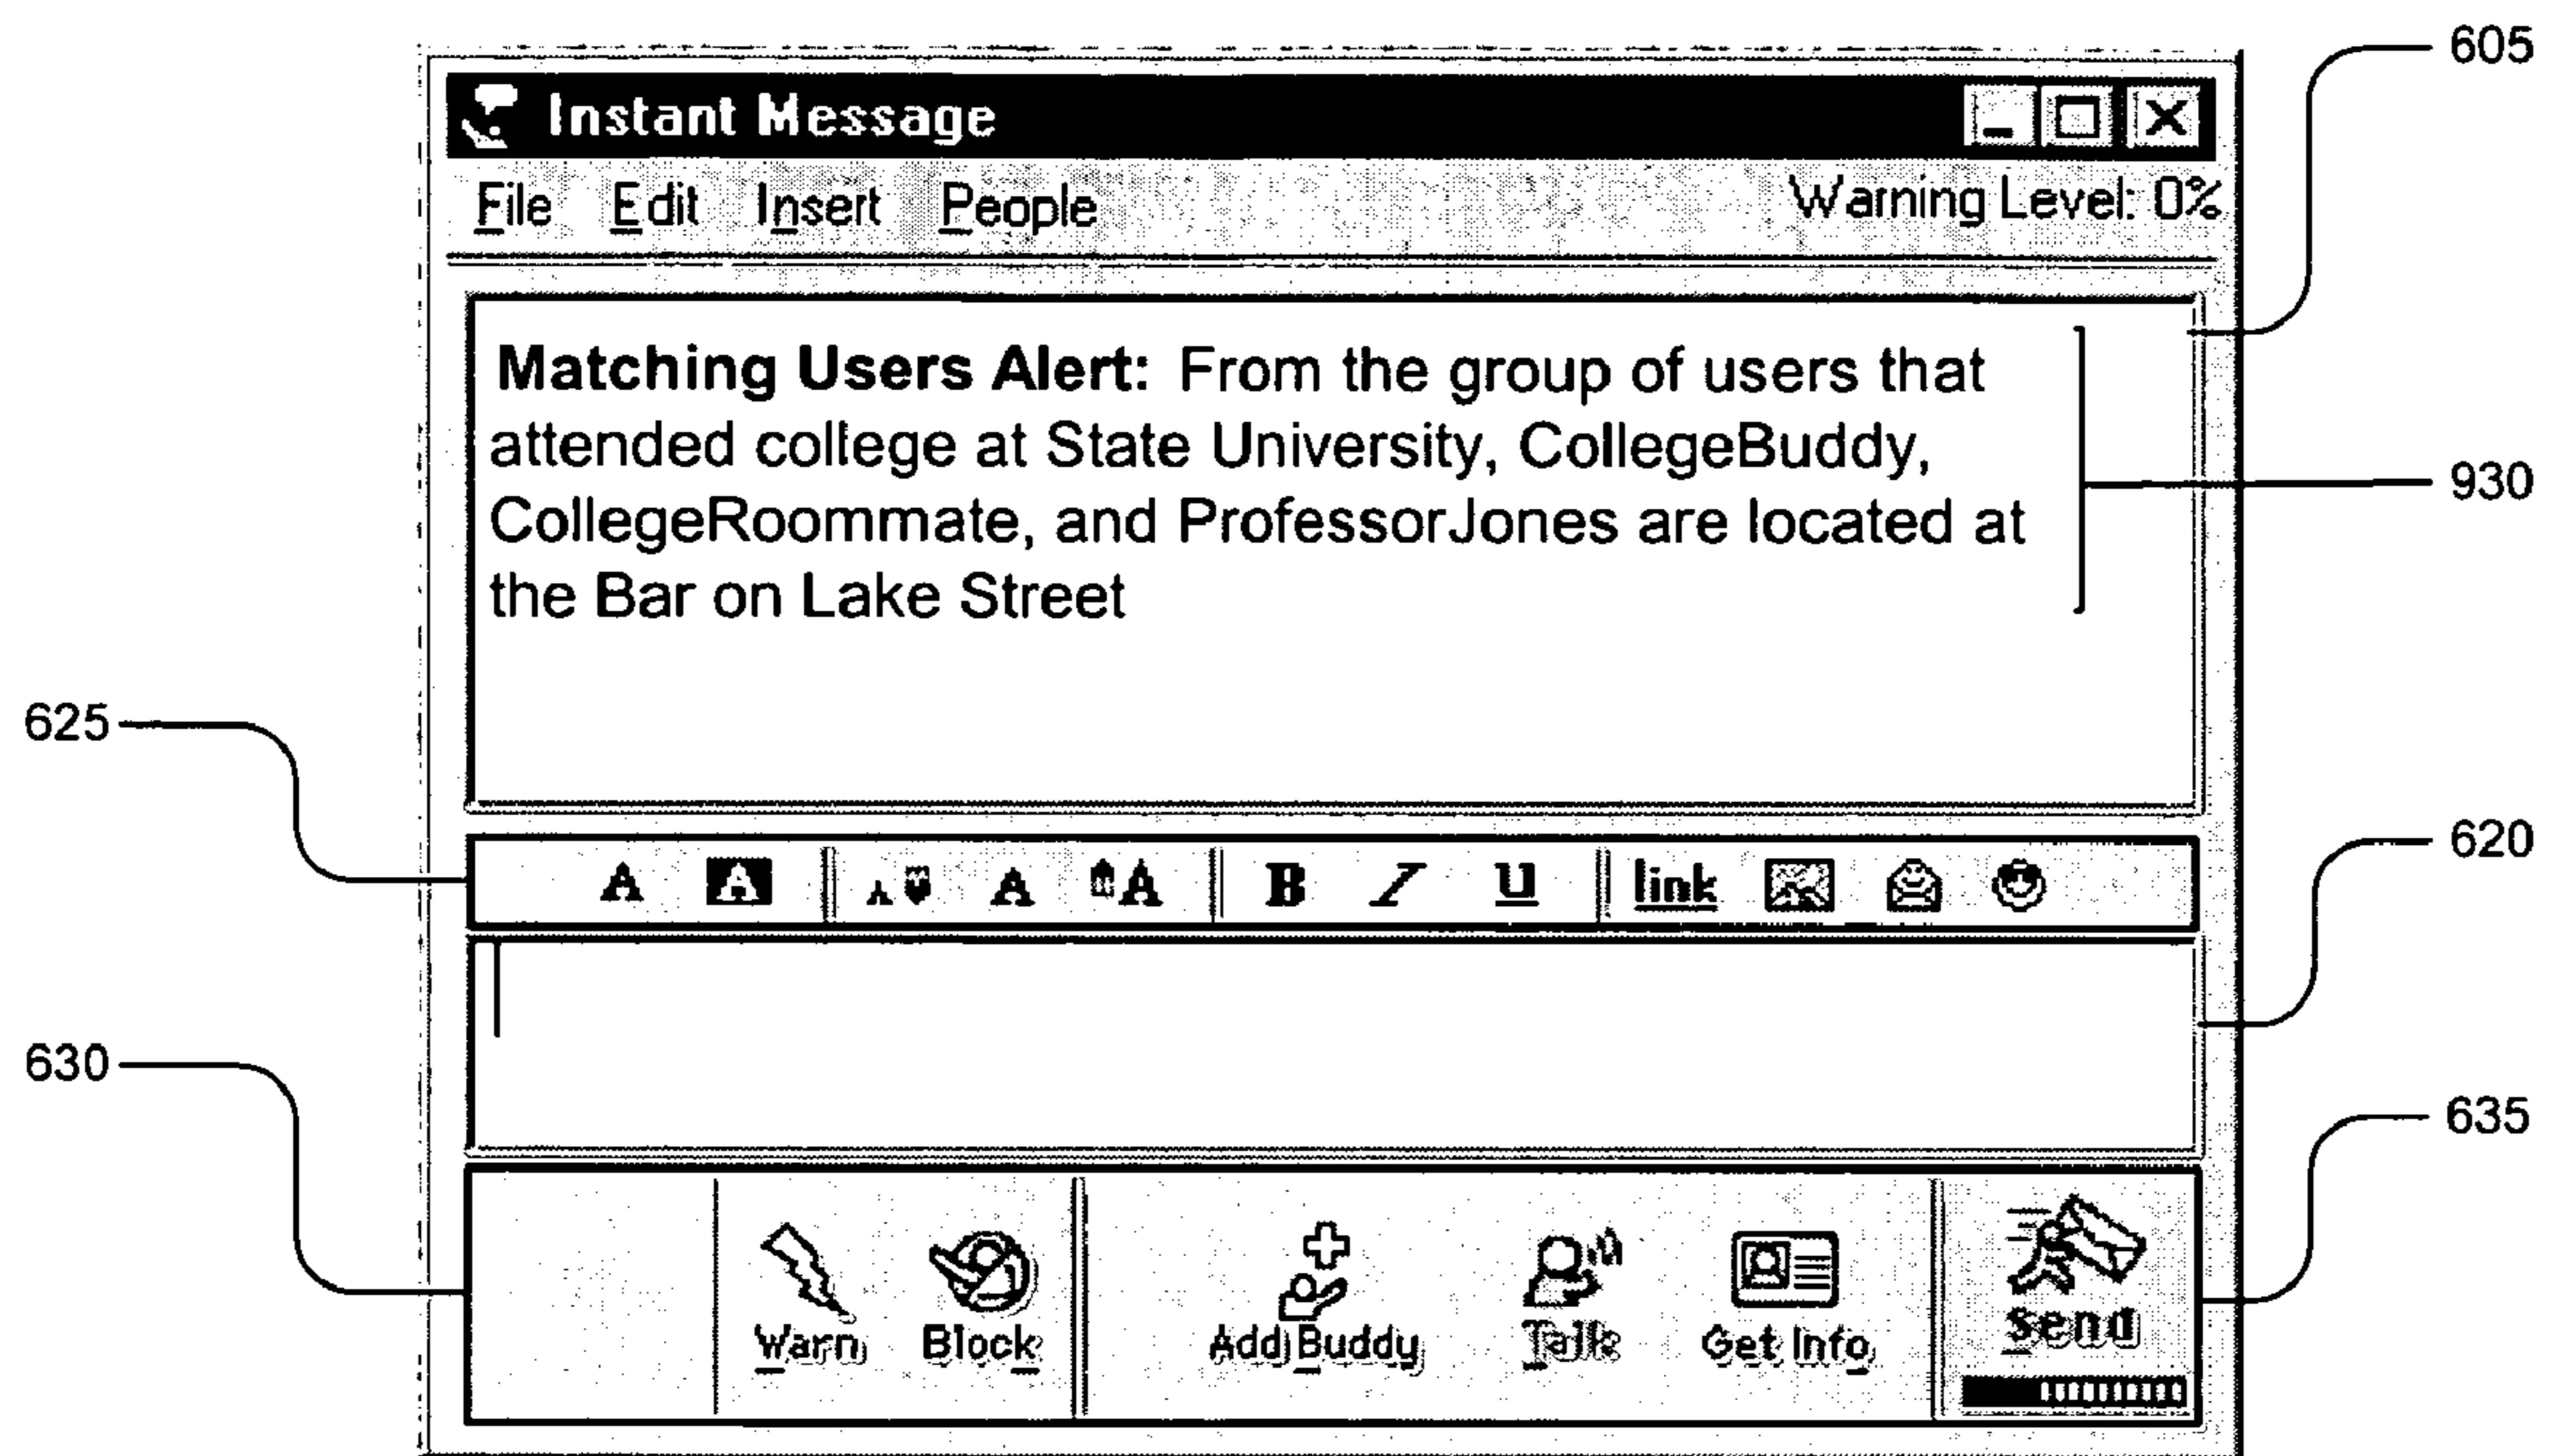 605
Instant Message
File Edit Insert People Warning Level: 0%
Matching Users Alert: From the group of users that
attended college at State University, CollegeBuddy,
CollegeRoommate, and ProfessorJones are located at
the Bar on Lake Street
930
625
A A A A A B I U link
620
630
635
Warn Block Add Buddy Talk Get Info Send